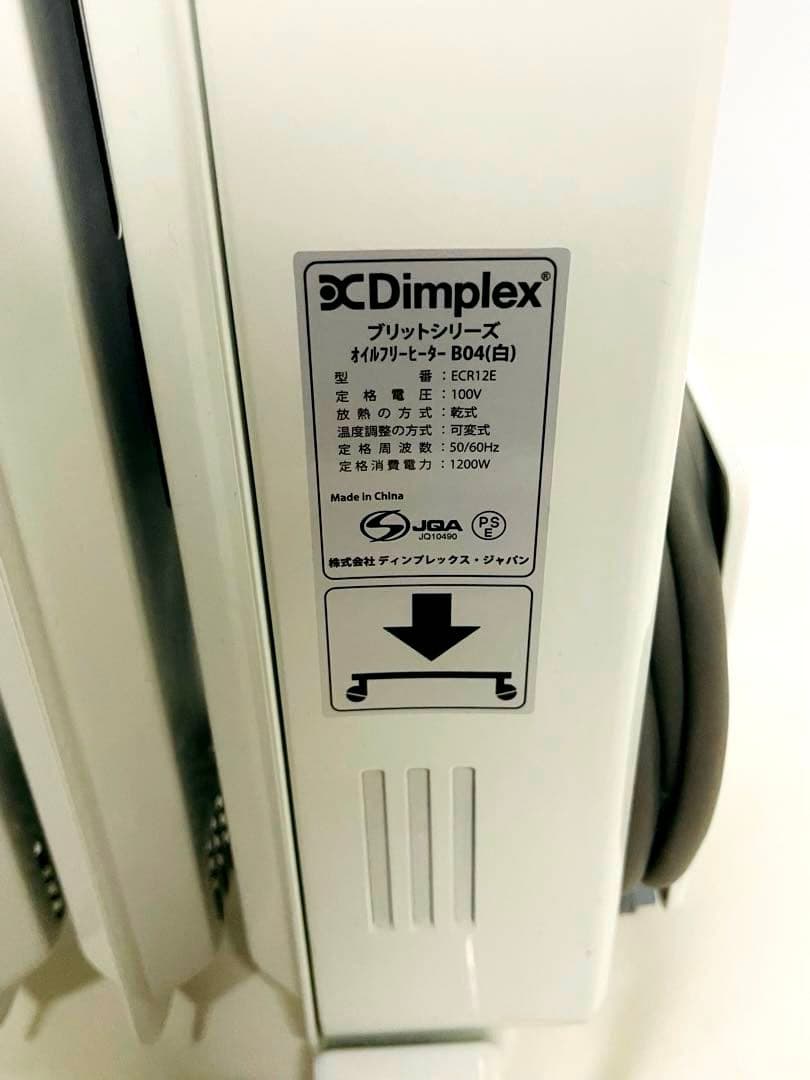 Dimplex®
ブリットシリーズ
オイルフリーヒーター B04(白)
型番：ECR12E
定格電圧：100V
放熱の方式：乾式
温度調整の方式：可変式
定格周波数：50/60Hz
定格消費電力：1200W
Made in China
S JQA PSE
JQ10490
株式会社 ディンプレックス・ジャパン